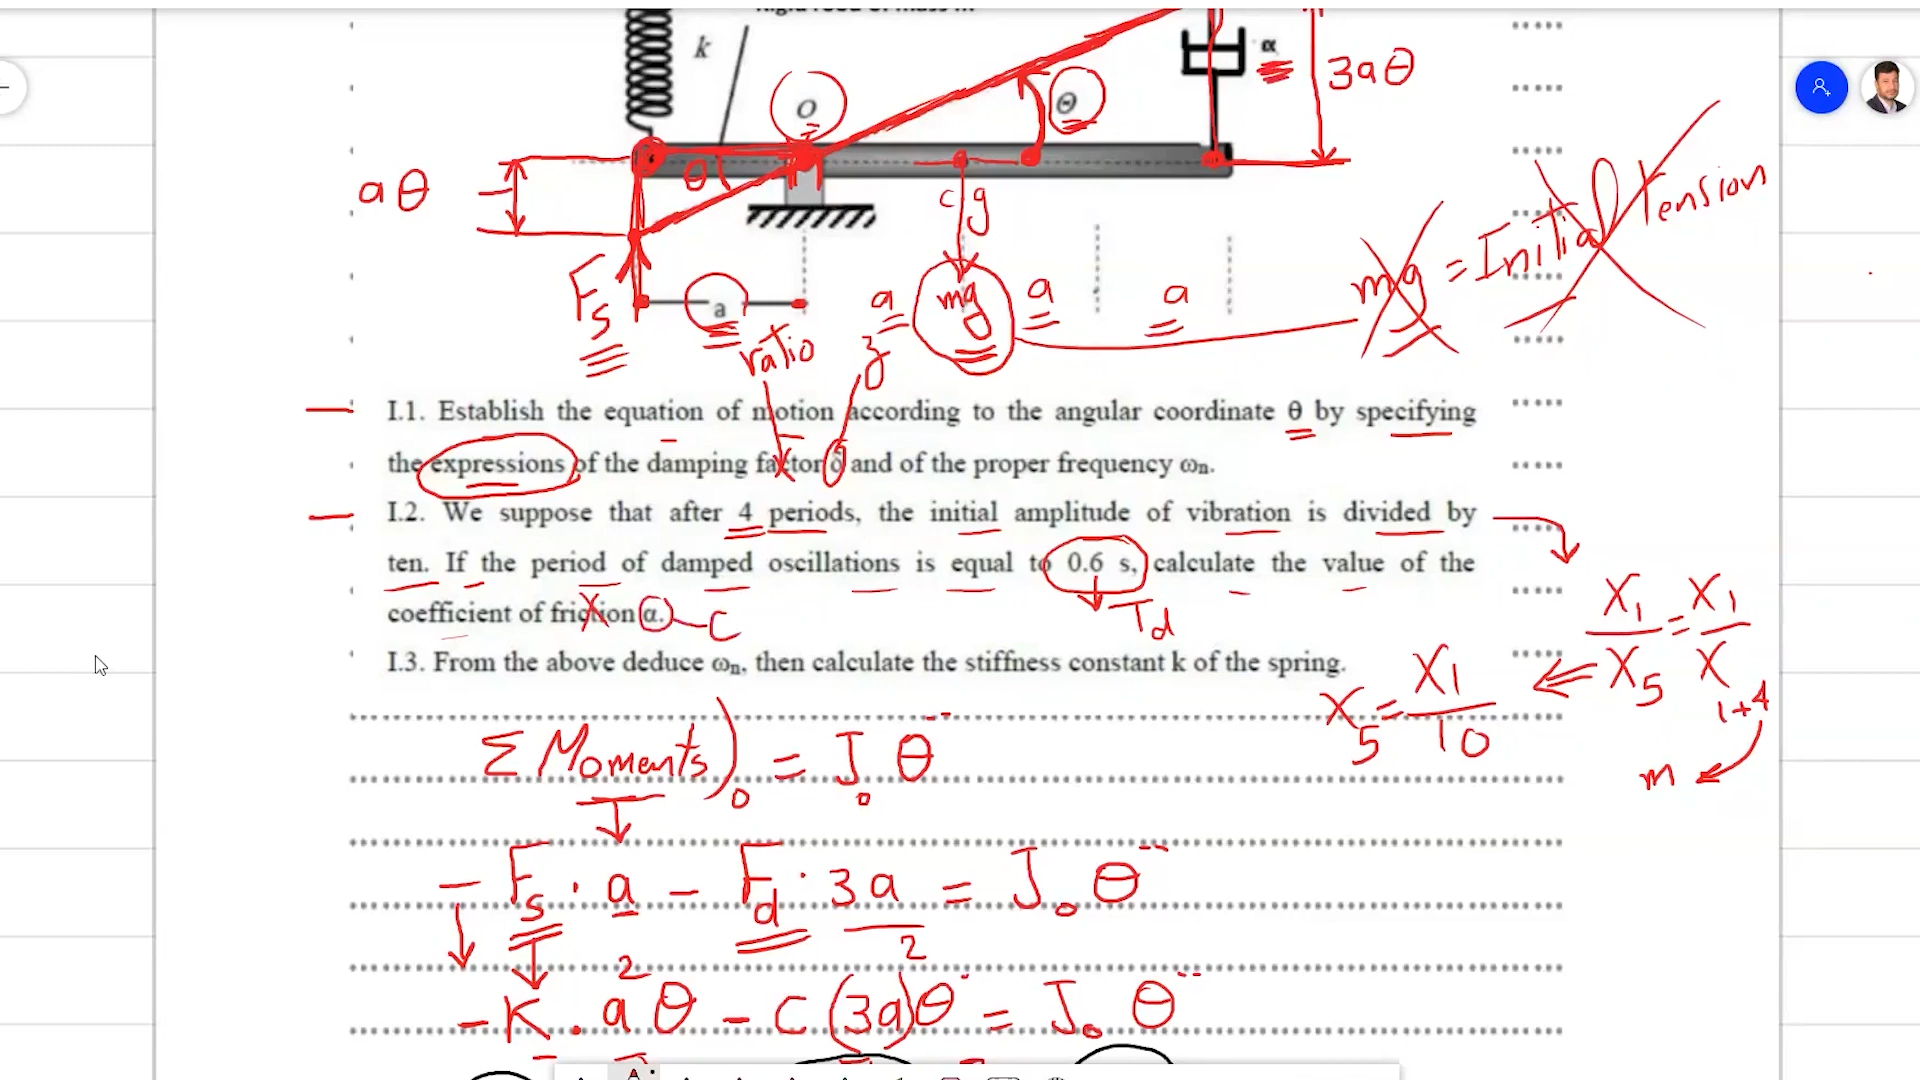 k
α
3aθ
O
θ
θ
aθ
cg
mg = Initial Tension
Fs
a
a
mg
a
a
ratio
ξ
I.1. Establish the equation of motion according to the angular coordinate θ by specifying
the expressions of the damping factor δ and of the proper frequency ωn.
I.2. We suppose that after 4 periods, the initial amplitude of vibration is divided by
ten. If the period of damped oscillations is equal to 0.6 s, calculate the value of the
coefficient of friction α. C
Td
I.3. From the above deduce ωn, then calculate the stiffness constant k of the spring.
X1/X5 = X1/X1+4
m
X5 = X1/10
Σ Moments)o = Jo θ̈
- Fs · a - Fd · 3a = Jo θ̈
- K · a² θ - C (3a)² θ̇ = Jo θ̈